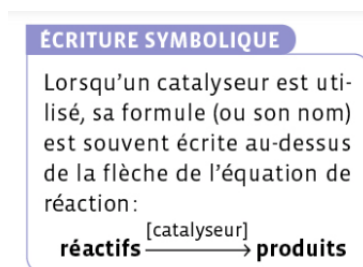 ÉCRITURE SYMBOLIQUE
Lorsqu'un catalyseur est uti-
lisé, sa formule (ou son nom)
est souvent écrite au-dessus
de la flèche de l'équation de
réaction :
[catalyseur]
réactifs ⟶ produits